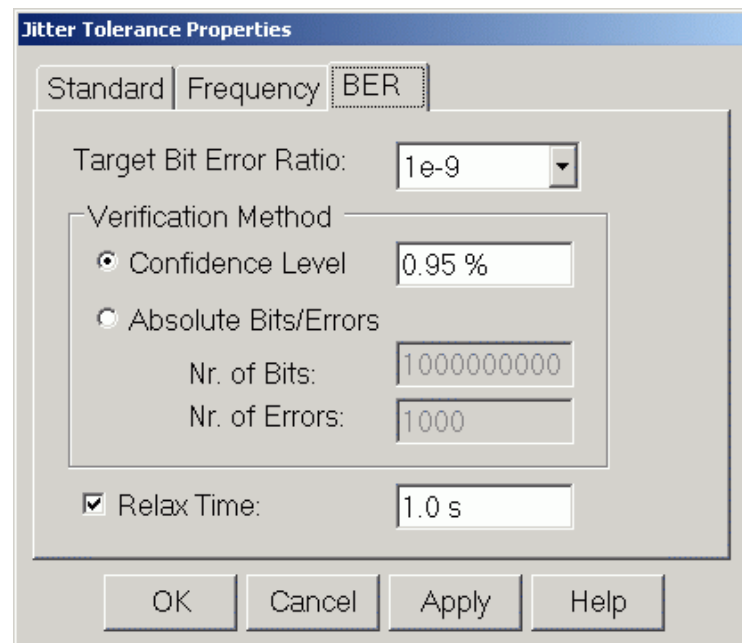 Jitter Tolerance Properties
Standard Frequency BER
Target Bit Error Ratio: 1e-9
Verification Method
Confidence Level 0.95 %
Absolute Bits/Errors
Nr. of Bits: 1000000000
Nr. of Errors: 1000
Relax Time: 1.0 s
OK Cancel Apply Help